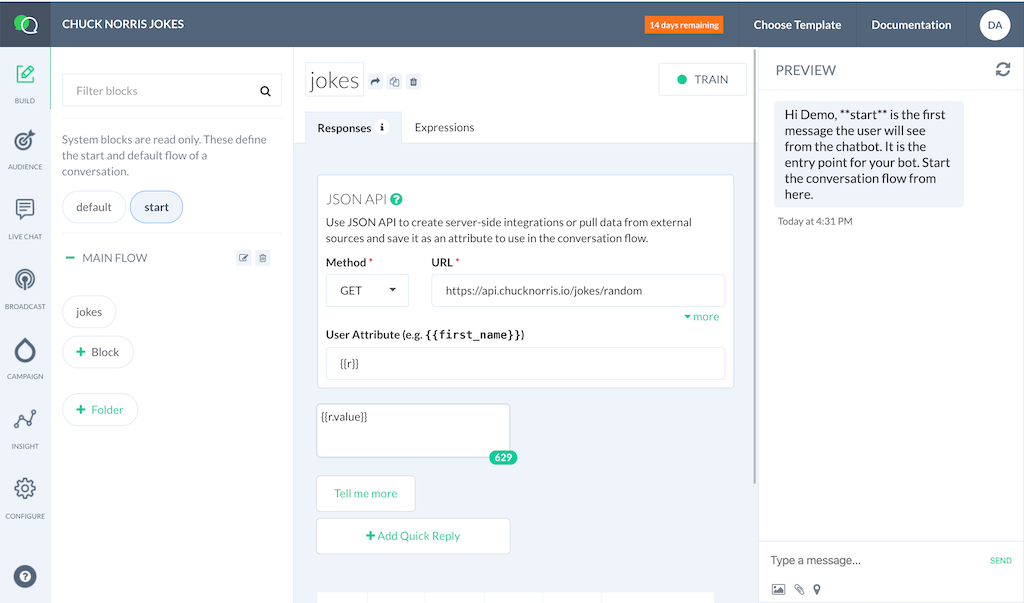 CHUCK NORRIS JOKES
14 days remaining
Choose Template
Documentation
DA
BUILD
AUDIENCE
LIVE CHAT
BROADCAST
CAMPAIGN
INSIGHT
CONFIGURE
?
Filter blocks
System blocks are read only. These define
the start and default flow of a
conversation.
default
start
MAIN FLOW
jokes
+ Block
+ Folder
jokes
TRAIN
Responses i
Expressions
JSON API ?
Use JSON API to create server-side integrations or pull data from external
sources and save it as an attribute to use in the conversation flow.
Method *
URL *
GET
https://api.chucknorris.io/jokes/random
more
User Attribute (e.g. {{first_name}})
{{r}}
{{r.value}}
629
Tell me more
+ Add Quick Reply
PREVIEW
Hi Demo, **start** is the first
message the user will see
from the chatbot. It is the
entry point for your bot. Start
the conversation flow from
here.
Today at 4:31 PM
Type a message...
SEND